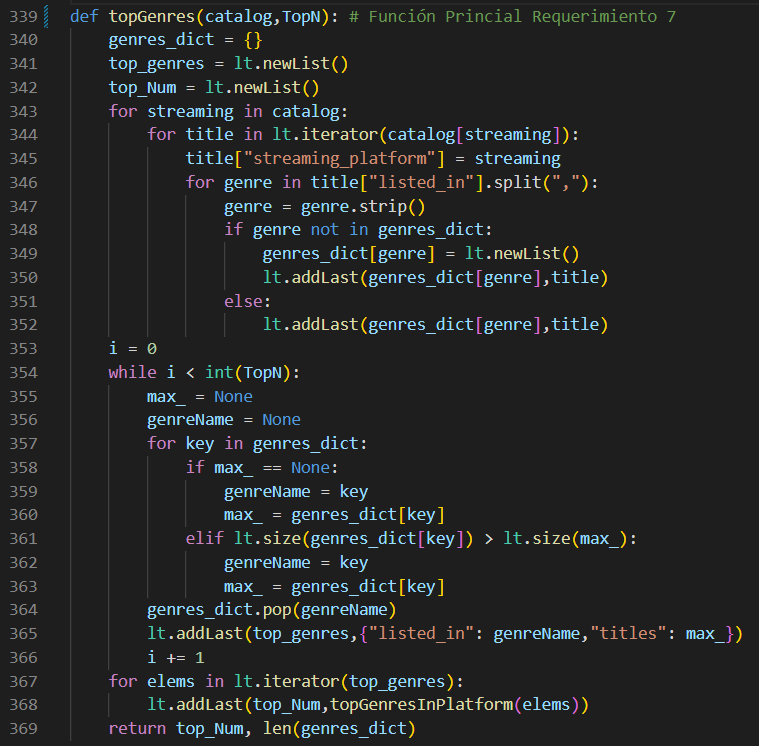 339 def topGenres(catalog,TopN): # Función Princial Requerimiento 7
340     genres_dict = {}
341     top_genres = lt.newList()
342     top_Num = lt.newList()
343     for streaming in catalog:
344         for title in lt.iterator(catalog[streaming]):
345             title["streaming_platform"] = streaming
346             for genre in title["listed_in"].split(","):
347                 genre = genre.strip()
348                 if genre not in genres_dict:
349                     genres_dict[genre] = lt.newList()
350                     lt.addLast(genres_dict[genre],title)
351                 else:
352                     lt.addLast(genres_dict[genre],title)
353     i = 0
354     while i < int(TopN):
355         max_ = None
356         genreName = None
357         for key in genres_dict:
358             if max_ == None:
359                 genreName = key
360                 max_ = genres_dict[key]
361             elif lt.size(genres_dict[key]) > lt.size(max_):
362                 genreName = key
363                 max_ = genres_dict[key]
364         genres_dict.pop(genreName)
365         lt.addLast(top_genres,{"listed_in": genreName,"titles": max_})
366         i += 1
367     for elems in lt.iterator(top_genres):
368         lt.addLast(top_Num,topGenresInPlatform(elems))
369     return top_Num, len(genres_dict)